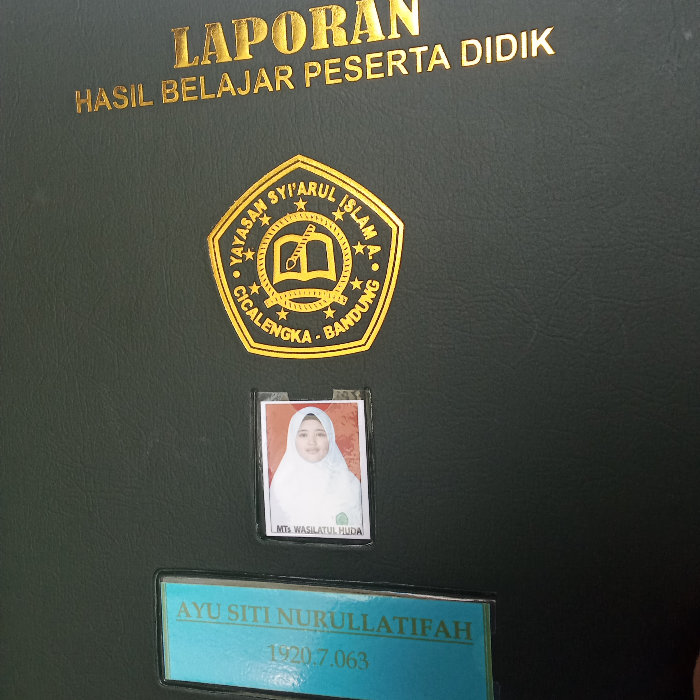 LAPORAN
HASIL BELAJAR PESERTA DIDIK
YAYASAN SYI'ARUL ISLAM A.
CICALENGKA - BANDUNG
MTs WASILATUL HUDA
AYU SITI NURULLATIFAH
1920.7.063